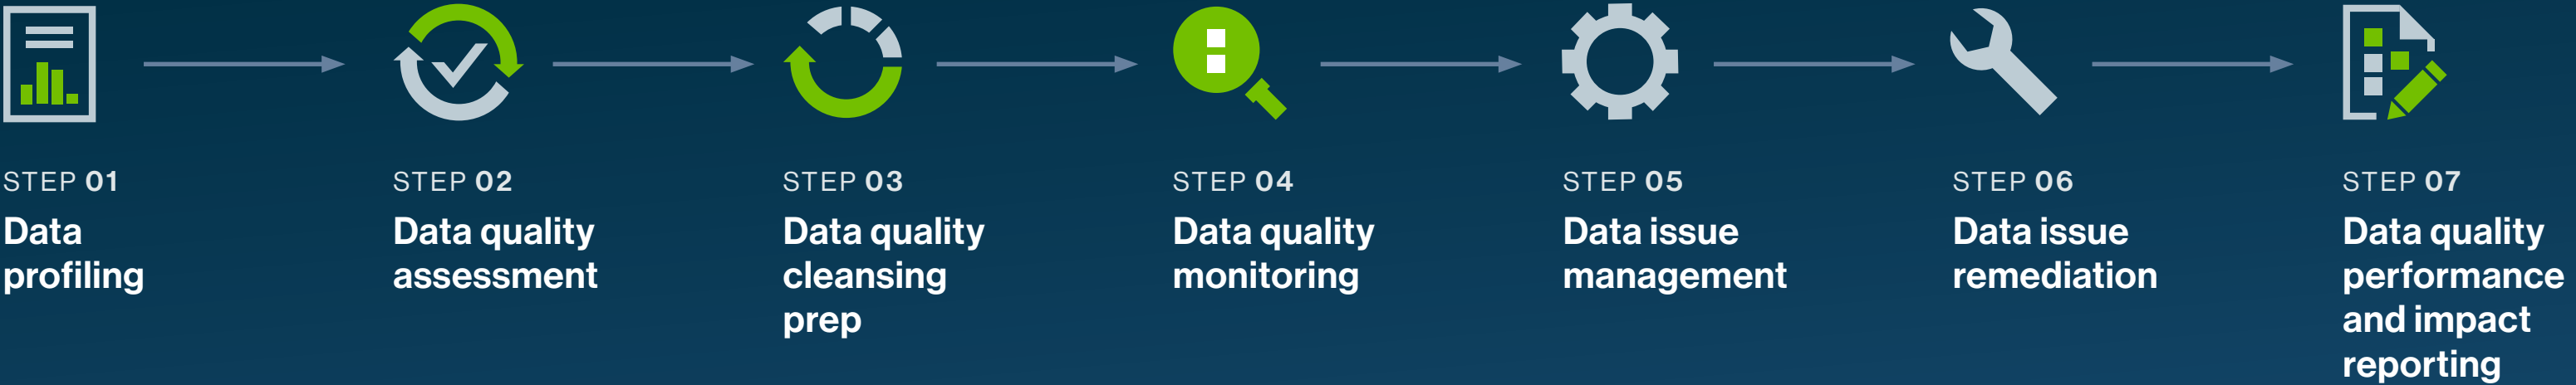 STEP 01
Data
profiling
STEP 02
Data quality
assessment
STEP 03
Data quality
cleansing
prep
STEP 04
Data quality
monitoring
STEP 05
Data issue
management
STEP 06
Data issue
remediation
STEP 07
Data quality
performance
and impact
reporting